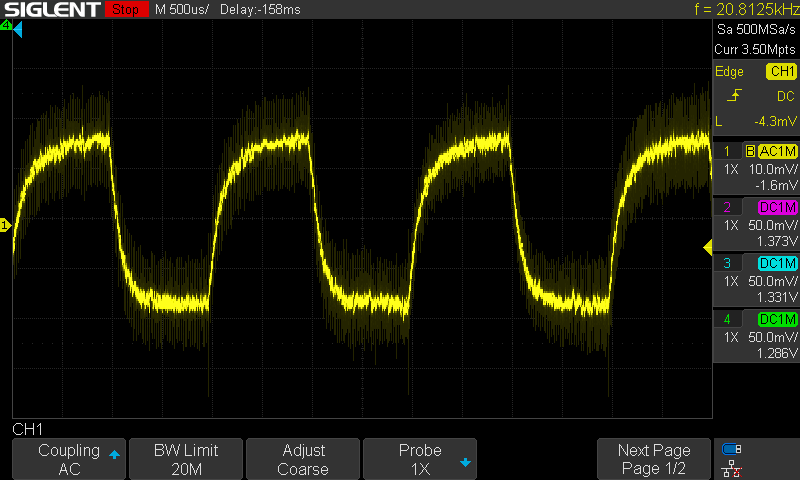 SIGLENT Stop M 500us/ Delay:-158ms f = 20.8125kHz
Sa 500MSa/s
Curr 3.50Mpts
Edge CH1
DC
L -4.3mV
1 B AC1M
1X 10.0mV/
-1.6mV
2 DC1M
1X 50.0mV/
1.373V
3 DC1M
1X 50.0mV/
1.331V
4 DC1M
1X 50.0mV/
1.286V
4
1
CH1
Coupling BW Limit Adjust Probe Next Page
AC 20M Coarse 1X Page 1/2